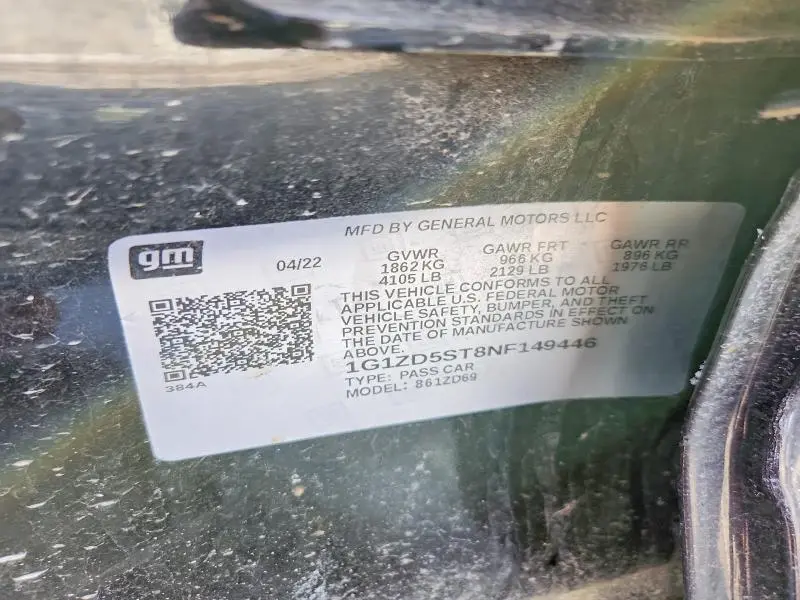 MFD BY GENERAL MOTORS LLC
gm
04/22
GVWR GAWR FRT GAWR RR
1862 KG 966 KG 896 KG
4105 LB 2129 LB 1976 LB
THIS VEHICLE CONFORMS TO ALL
APPLICABLE U.S. FEDERAL MOTOR
VEHICLE SAFETY, BUMPER, AND THEFT
PREVENTION STANDARDS IN EFFECT ON
THE DATE OF MANUFACTURE SHOWN
ABOVE.
1G1ZD5ST8NF149446
TYPE: PASS CAR
MODEL: 861ZD69
384A